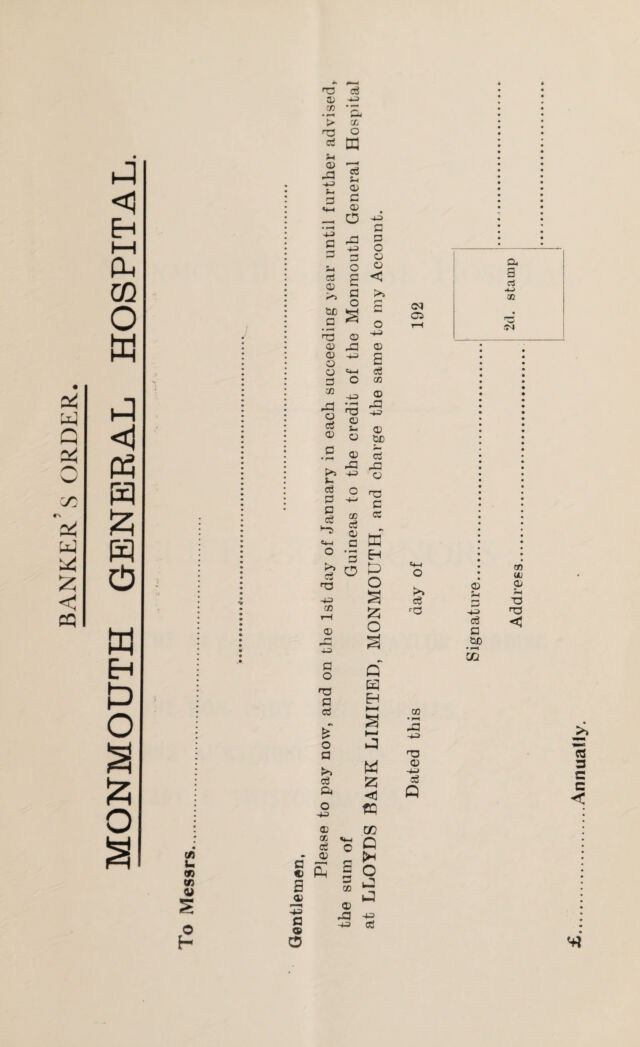 BANKER'S ORDER.
MONMOUTH GENERAL HOSPITAL.
To Messrs.
Gentlemen,
Please to pay now, and on the 1st day of January in each succeeding year until further advised,
the sum of Guineas to the credit of the Monmouth General Hospital
at LLOYDS BANK LIMITED, MONMOUTH, and charge the same to my Account.
Dated this day of 192
Signature
2d. stamp
Address
£ Annually.